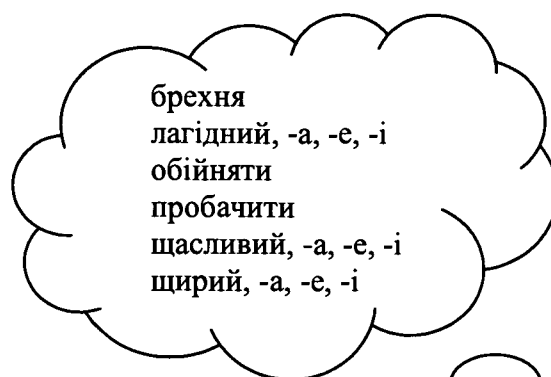 брехня
лагідний, -а, -е, -і
обійняти
пробачити
щасливий, -а, -е, -і
щирий, -а, -е, -і